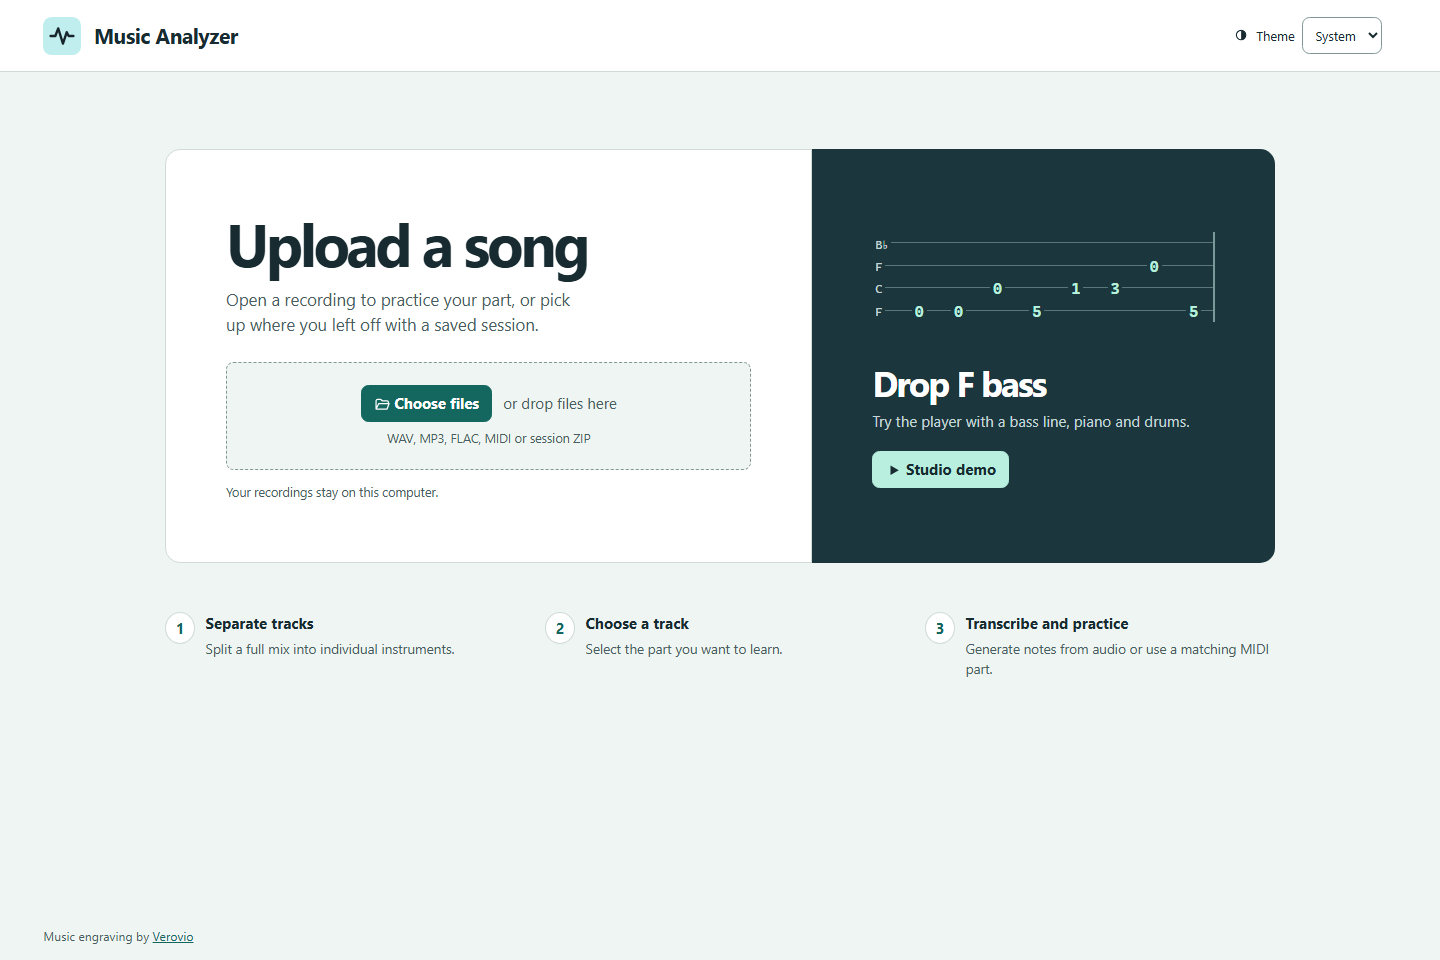 Music Analyzer
Theme
System
Upload a song
Open a recording to practice your part, or pick
up where you left off with a saved session.
Choose files or drop files here
WAV, MP3, FLAC, MIDI or session ZIP
Your recordings stay on this computer.
B♭
F 0
C 0 1 3
F 0 0 5 5
Drop F bass
Try the player with a bass line, piano and drums.
Studio demo
1 Separate tracks
Split a full mix into individual instruments.
2 Choose a track
Select the part you want to learn.
3 Transcribe and practice
Generate notes from audio or use a matching MIDI
part.
Music engraving by Verovio